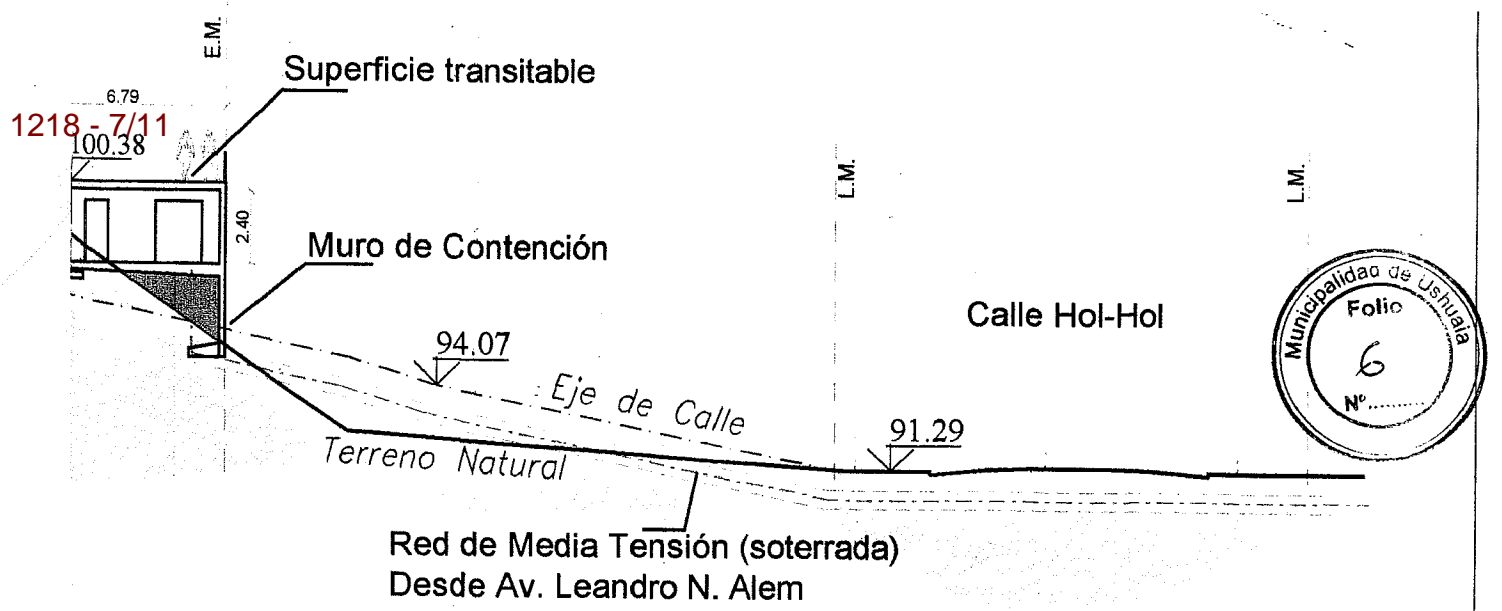 E.M.
Superficie transitable
6.79
1218 - 7/11
100.38
L.M.
L.M.
2.40
Muro de Contención
Calle Hol-Hol
Municipalidad de Ushuaia
Folio
6
Nº ..........
94.07
Eje de Calle
91.29
Terreno Natural
Red de Media Tensión (soterrada)
Desde Av. Leandro N. Alem